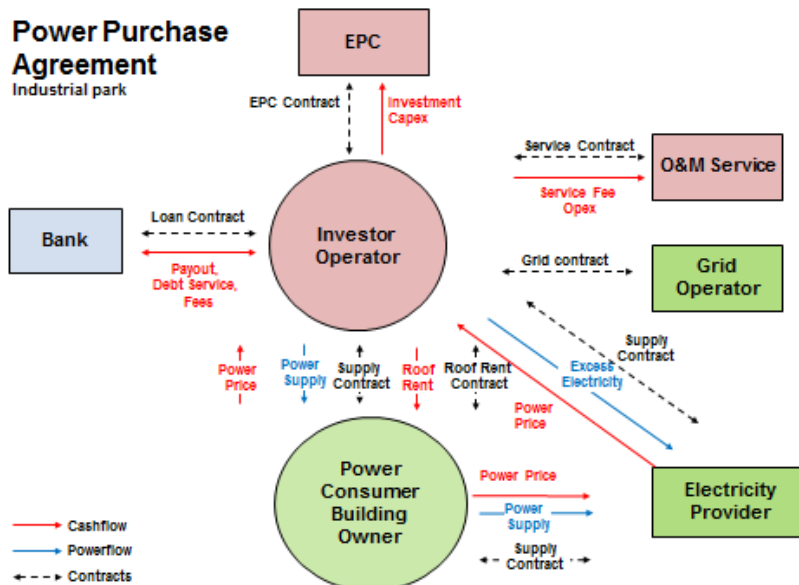 Power Purchase
Agreement
Industrial park
EPC
EPC Contract
Investment
Capex
Service Contract
O&M Service
Service Fee
Opex
Loan Contract
Bank
Investor
Operator
Payout,
Debt Service,
Fees
Grid contract
Grid
Operator
Power
Price
Power
Supply
Supply
Contract
Roof
Rent
Roof Rent
Contract
Supply
Contract
Excess
Electricity
Power
Price
Power
Consumer
Building
Owner
Power Price
Power
Supply
Supply
Contract
Electricity
Provider
Cashflow
Powerflow
Contracts